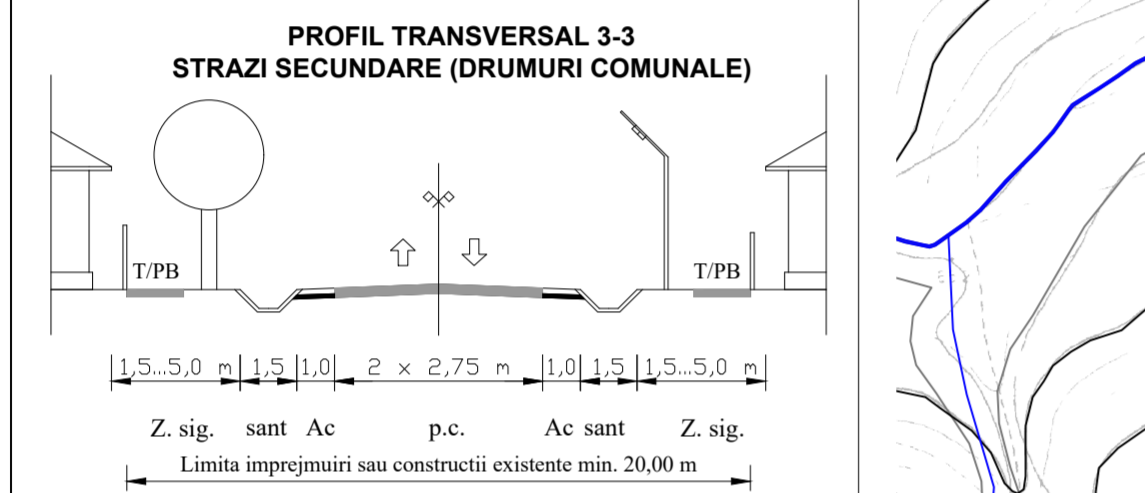 PROFIL TRANSVERSAL 3-3
STRAZI SECUNDARE (DRUMURI COMUNALE)
T/PB T/PB
1,5...5,0 m 1,5 1,0 2 x 2,75 m 1,0 1,5 1,5...5,0 m
Z. sig. sant Ac p.c. Ac sant Z. sig.
Limita imprejmuiri sau constructii existente min. 20,00 m